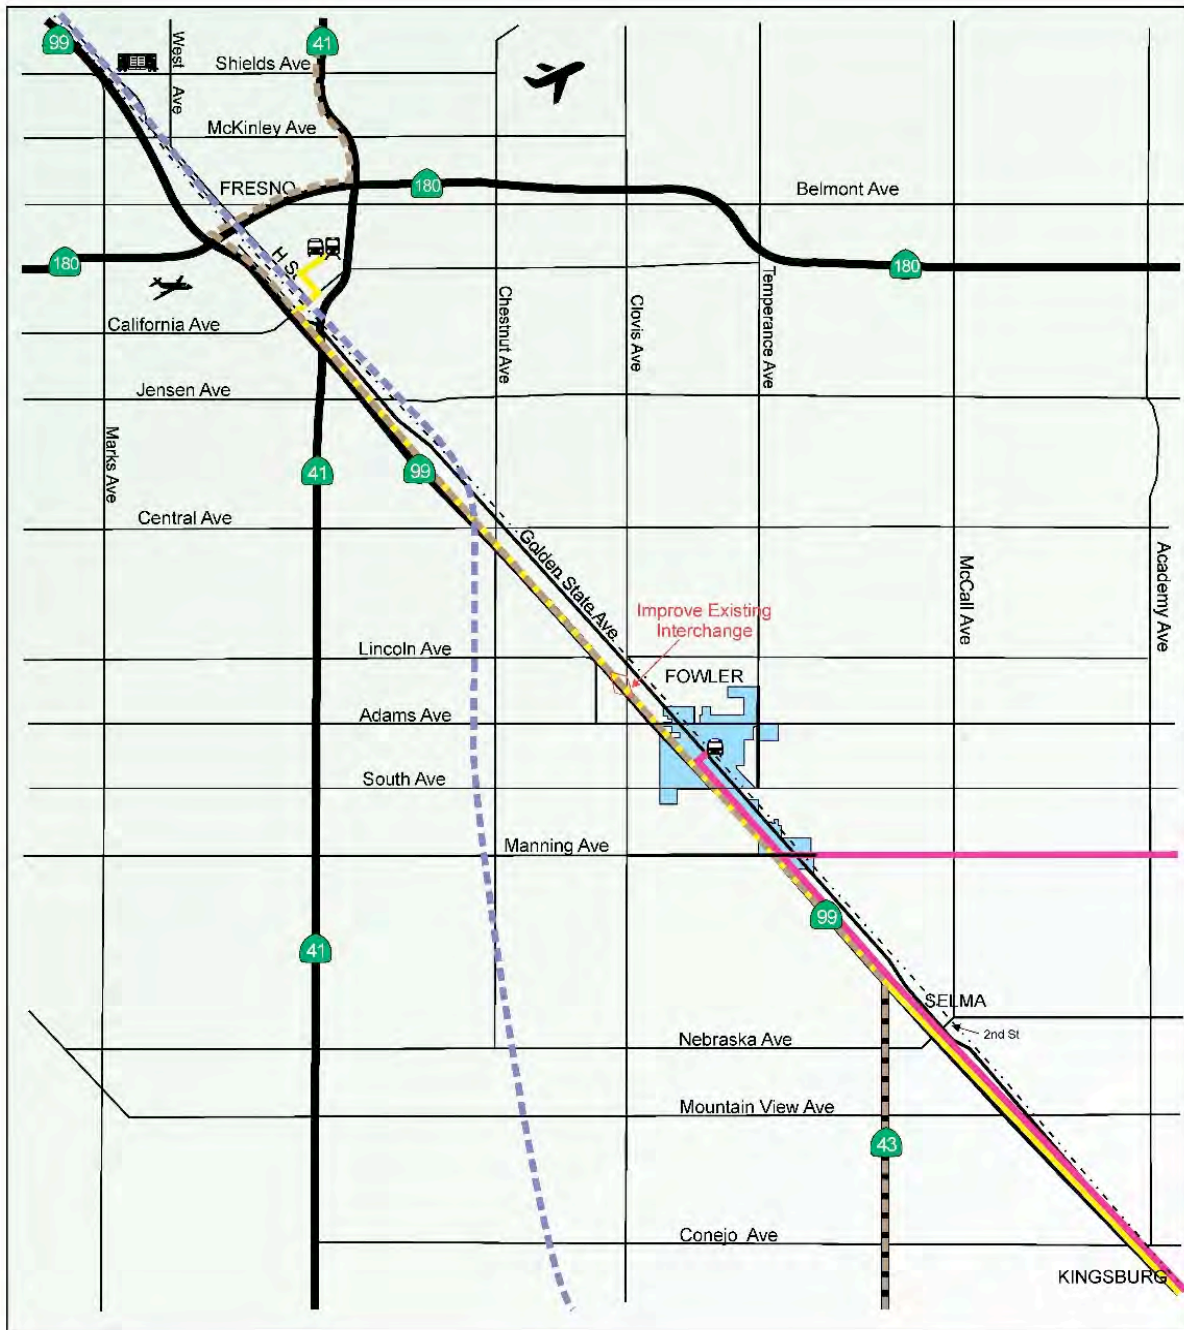 99
41
West Ave
Shields Ave
McKinley Ave
FRESNO
180
Belmont Ave
180
180
H St.
Temperance Ave
Chestnut Ave
Clovis Ave
California Ave
Jensen Ave
Marks Ave
41
99
Central Ave
Golden State Ave.
McCall Ave
Academy Ave
Improve Existing
Interchange
Lincoln Ave
FOWLER
Adams Ave
South Ave
Manning Ave
99
41
SELMA
2nd St
Nebraska Ave
Mountain View Ave
43
Conejo Ave
KINGSBURG